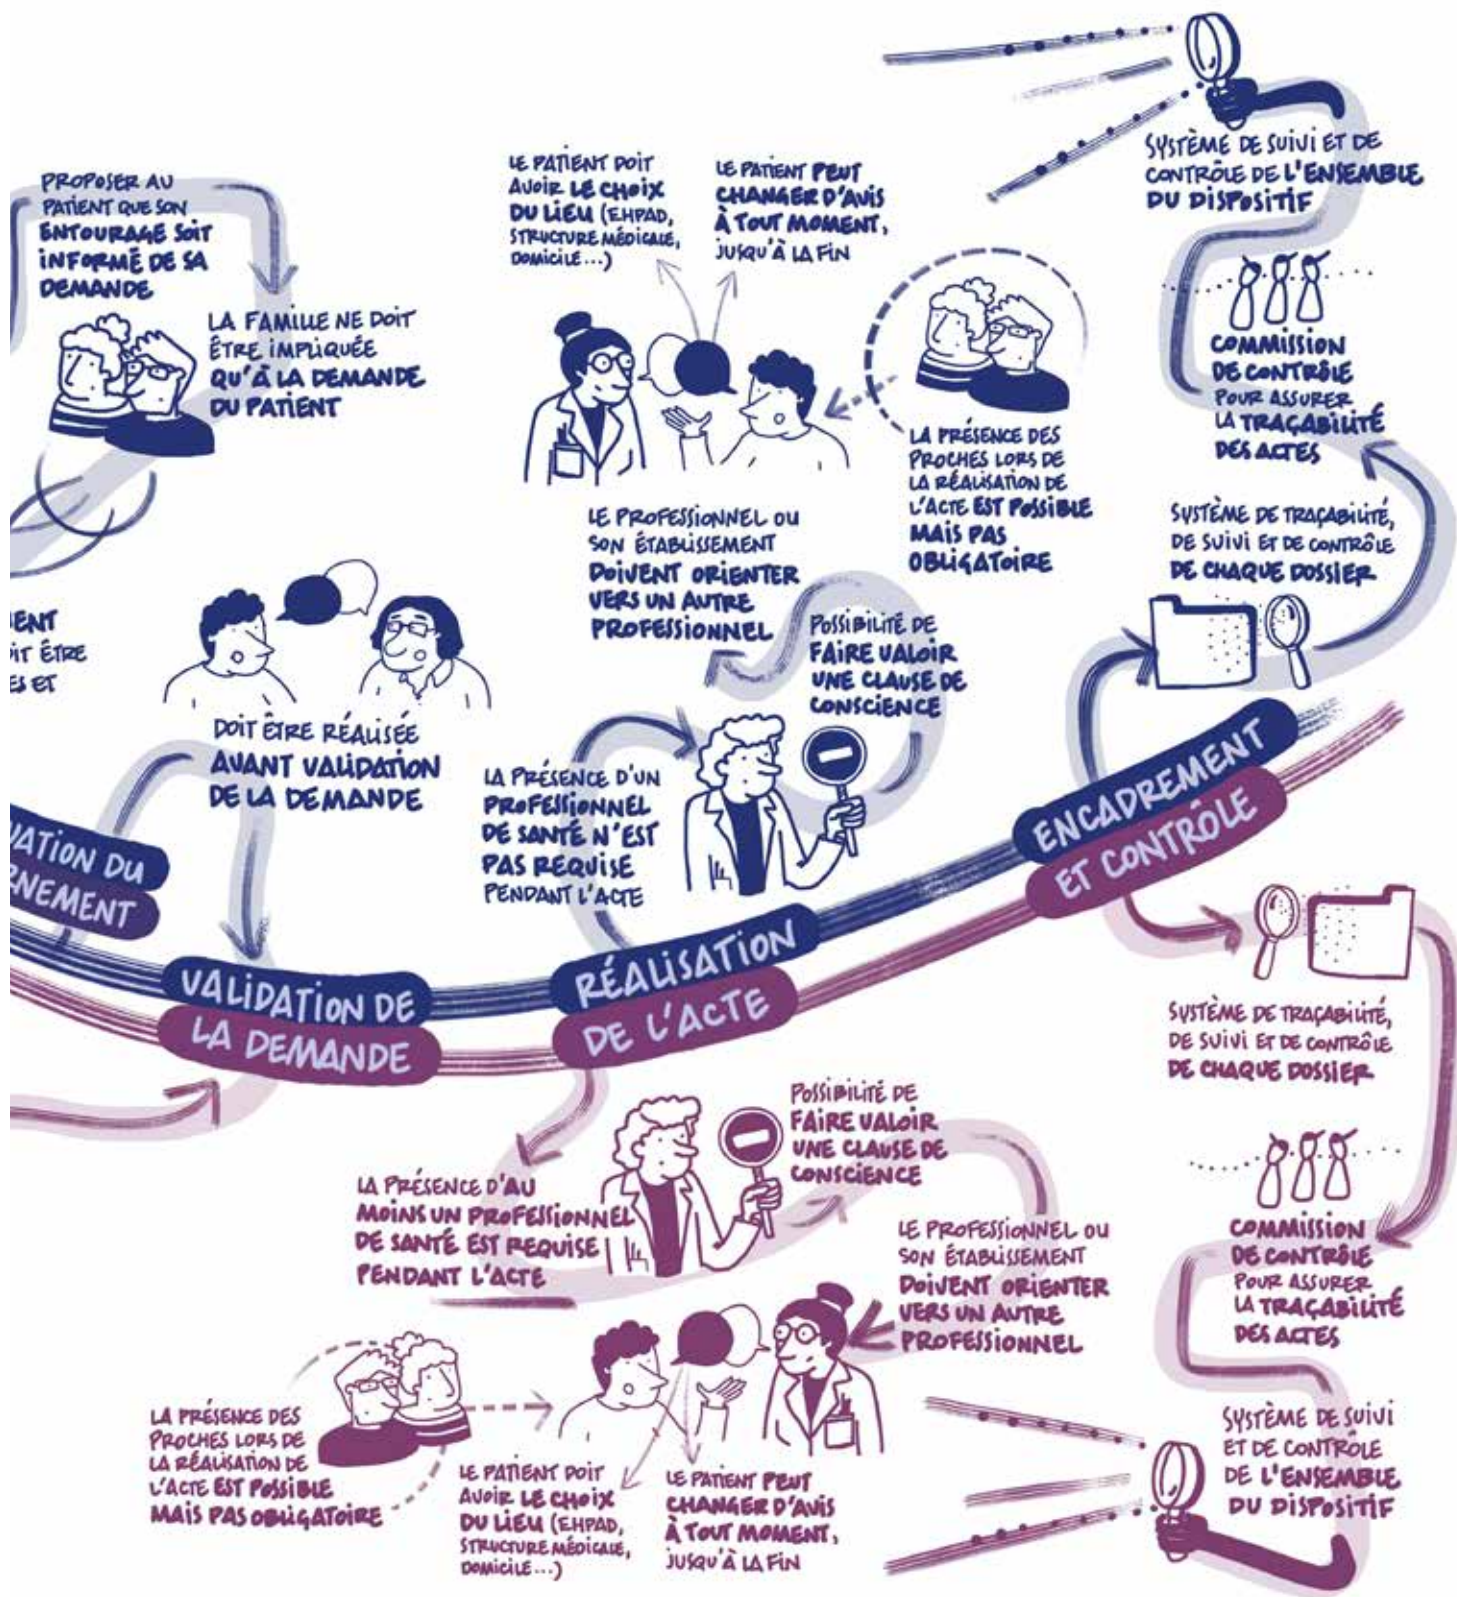 PROPOSER AU
PATIENT QUE SON
ENTOURAGE SOIT
INFORMÉ DE SA
DEMANDE
LA FAMILLE NE DOIT
ÊTRE IMPLIQUÉE
QU'À LA DEMANDE
DU PATIENT
ENT
IT ÊTRE
ES ET
DOIT ÊTRE RÉALISÉE
AVANT VALIDATION
DE LA DEMANDE
UATION DU
RNEMENT
VALIDATION DE
LA DEMANDE
LE PATIENT DOIT
AVOIR LE CHOIX
DU LIEU (EHPAD,
STRUCTURE MÉDICALE,
DOMICILE...)
LE PATIENT PEUT
CHANGER D'AVIS
À TOUT MOMENT,
JUSQU'À LA FIN
LA PRÉSENCE DES
PROCHES LORS DE
LA RÉALISATION DE
L'ACTE EST POSSIBLE
MAIS PAS
OBLIGATOIRE
LE PROFESSIONNEL OU
SON ÉTABLISSEMENT
DOIVENT ORIENTER
VERS UN AUTRE
PROFESSIONNEL
POSSIBILITÉ DE
FAIRE VALOIR
UNE CLAUSE DE
CONSCIENCE
LA PRÉSENCE D'UN
PROFESSIONNEL
DE SANTÉ N'EST
PAS REQUISE
PENDANT L'ACTE
RÉALISATION
DE L'ACTE
SYSTÈME DE SUIVI ET DE
CONTRÔLE DE L'ENSEMBLE
DU DISPOSITIF
COMMISSION
DE CONTRÔLE
POUR ASSURER
LA TRAÇABILITÉ
DES ACTES
SYSTÈME DE TRAÇABILITÉ,
DE SUIVI ET DE CONTRÔLE
DE CHAQUE DOSSIER
ENCADREMENT
ET CONTRÔLE
LA PRÉSENCE D'AU
MOINS UN PROFESSIONNEL
DE SANTÉ EST REQUISE
PENDANT L'ACTE
POSSIBILITÉ DE
FAIRE VALOIR
UNE CLAUSE DE
CONSCIENCE
LE PROFESSIONNEL OU
SON ÉTABLISSEMENT
DOIVENT ORIENTER
VERS UN AUTRE
PROFESSIONNEL
LA PRÉSENCE DES
PROCHES LORS DE
LA RÉALISATION DE
L'ACTE EST POSSIBLE
MAIS PAS OBLIGATOIRE
LE PATIENT DOIT
AVOIR LE CHOIX
DU LIEU (EHPAD,
STRUCTURE MÉDICALE,
DOMICILE...)
LE PATIENT PEUT
CHANGER D'AVIS
À TOUT MOMENT,
JUSQU'À LA FIN
SYSTÈME DE TRAÇABILITÉ,
DE SUIVI ET DE CONTRÔLE
DE CHAQUE DOSSIER
COMMISSION
DE CONTRÔLE
POUR ASSURER
LA TRAÇABILITÉ
DES ACTES
SYSTÈME DE SUIVI
ET DE CONTRÔLE
DE L'ENSEMBLE
DU DISPOSITIF